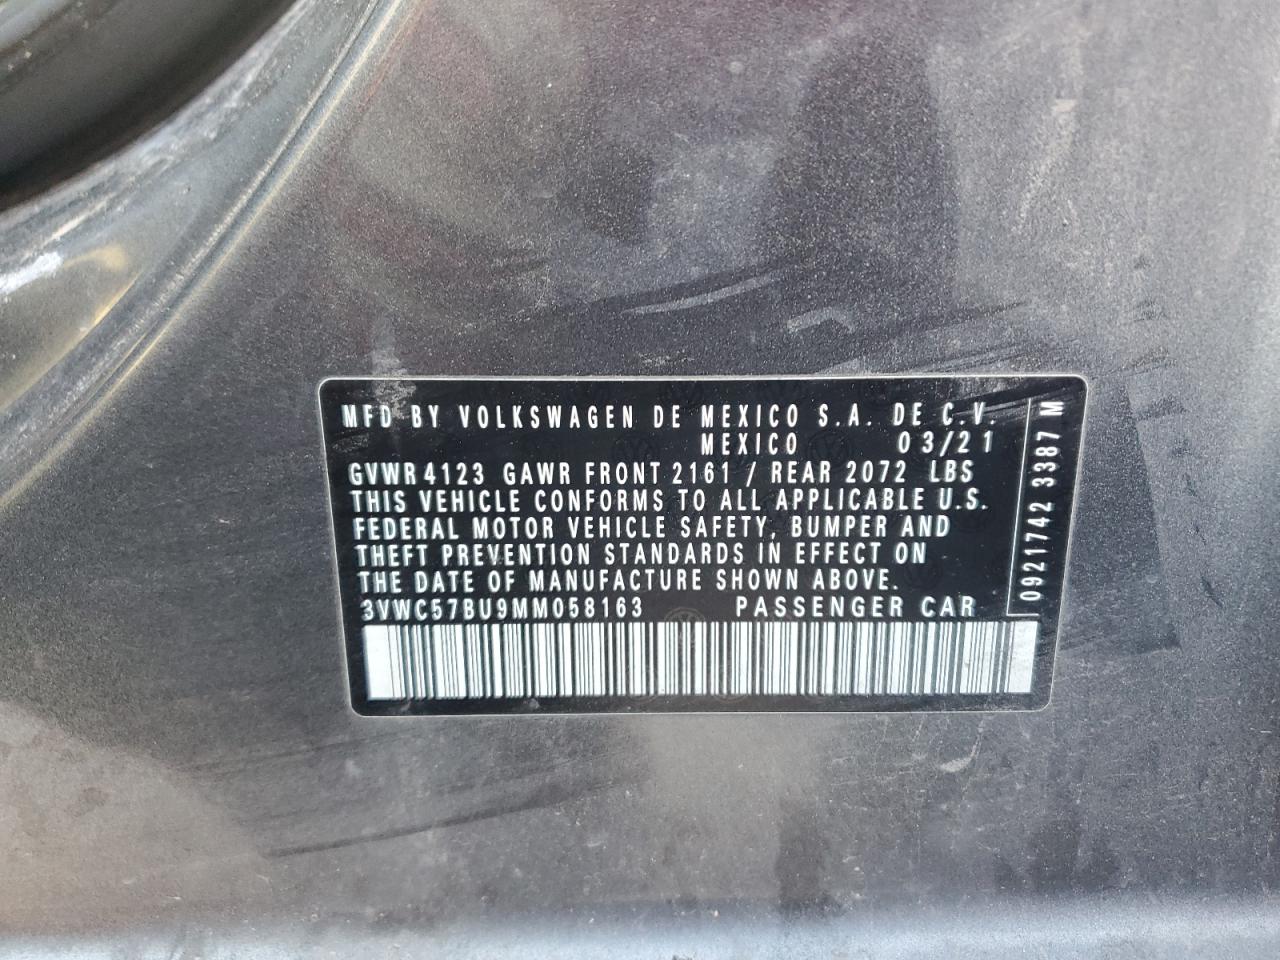 MFD BY VOLKSWAGEN DE MEXICO S.A. DE C.V.
MEXICO 03/21
GVWR 4123 GAWR FRONT 2161 / REAR 2072 LBS
THIS VEHICLE CONFORMS TO ALL APPLICABLE U.S.
FEDERAL MOTOR VEHICLE SAFETY, BUMPER AND
THEFT PREVENTION STANDARDS IN EFFECT ON
THE DATE OF MANUFACTURE SHOWN ABOVE.
3VWC57BU9MM058163 PASSENGER CAR
0921742 3387 M